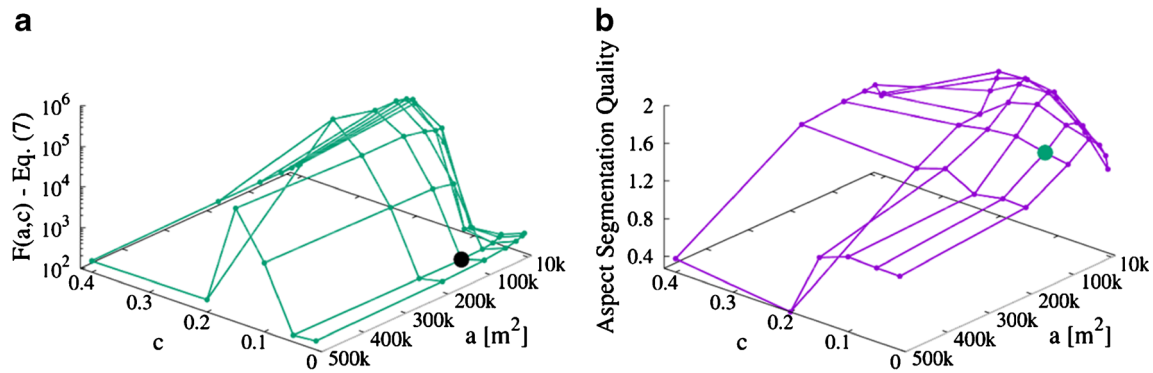 a
F(a,c) - Eq. (7)
10^6
10^5
10^4
10^3
10^2
0.4
0.3
0.2
0.1
0
c
500k
400k
300k
200k
100k
10k
a [m^2]
b
Aspect Segmentation Quality
2
1.6
1.2
0.8
0.4
0.4
0.3
0.2
0.1
0
c
500k
400k
300k
200k
100k
10k
a [m^2]